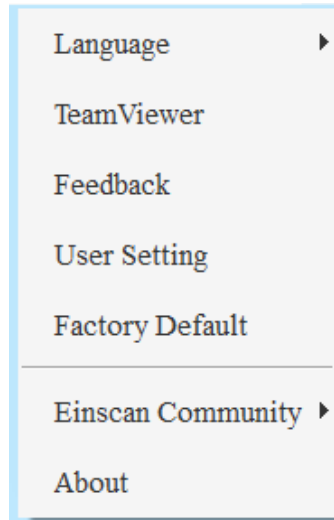 Language
TeamViewer
Feedback
User Setting
Factory Default
Einscan Community
About